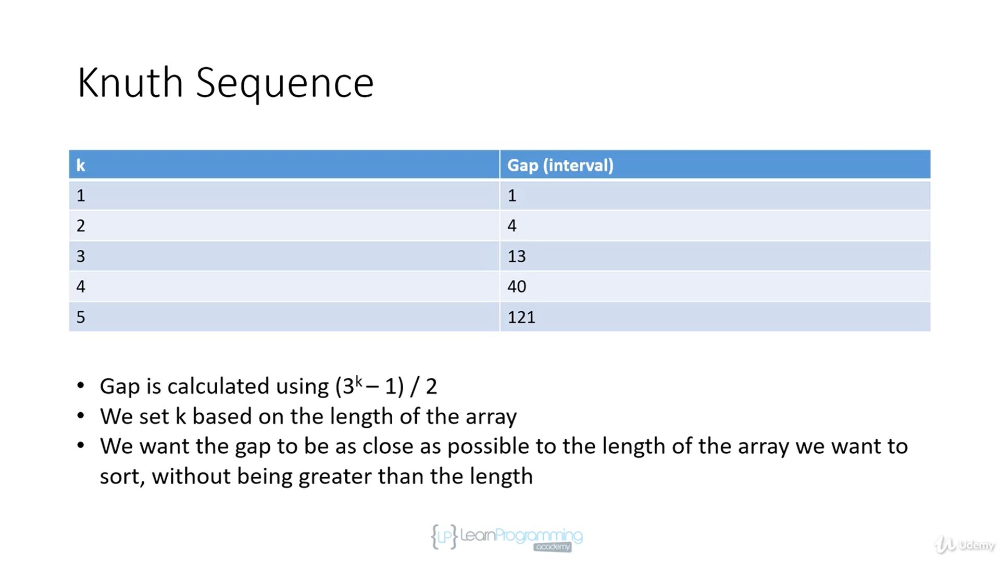 Knuth Sequence
k Gap (interval)
1 1
2 4
3 13
4 40
5 121
• Gap is calculated using (3ᵏ – 1) / 2
• We set k based on the length of the array
• We want the gap to be as close as possible to the length of the array we want to
sort, without being greater than the length
{LP} LearnProgramming
academy
Udemy